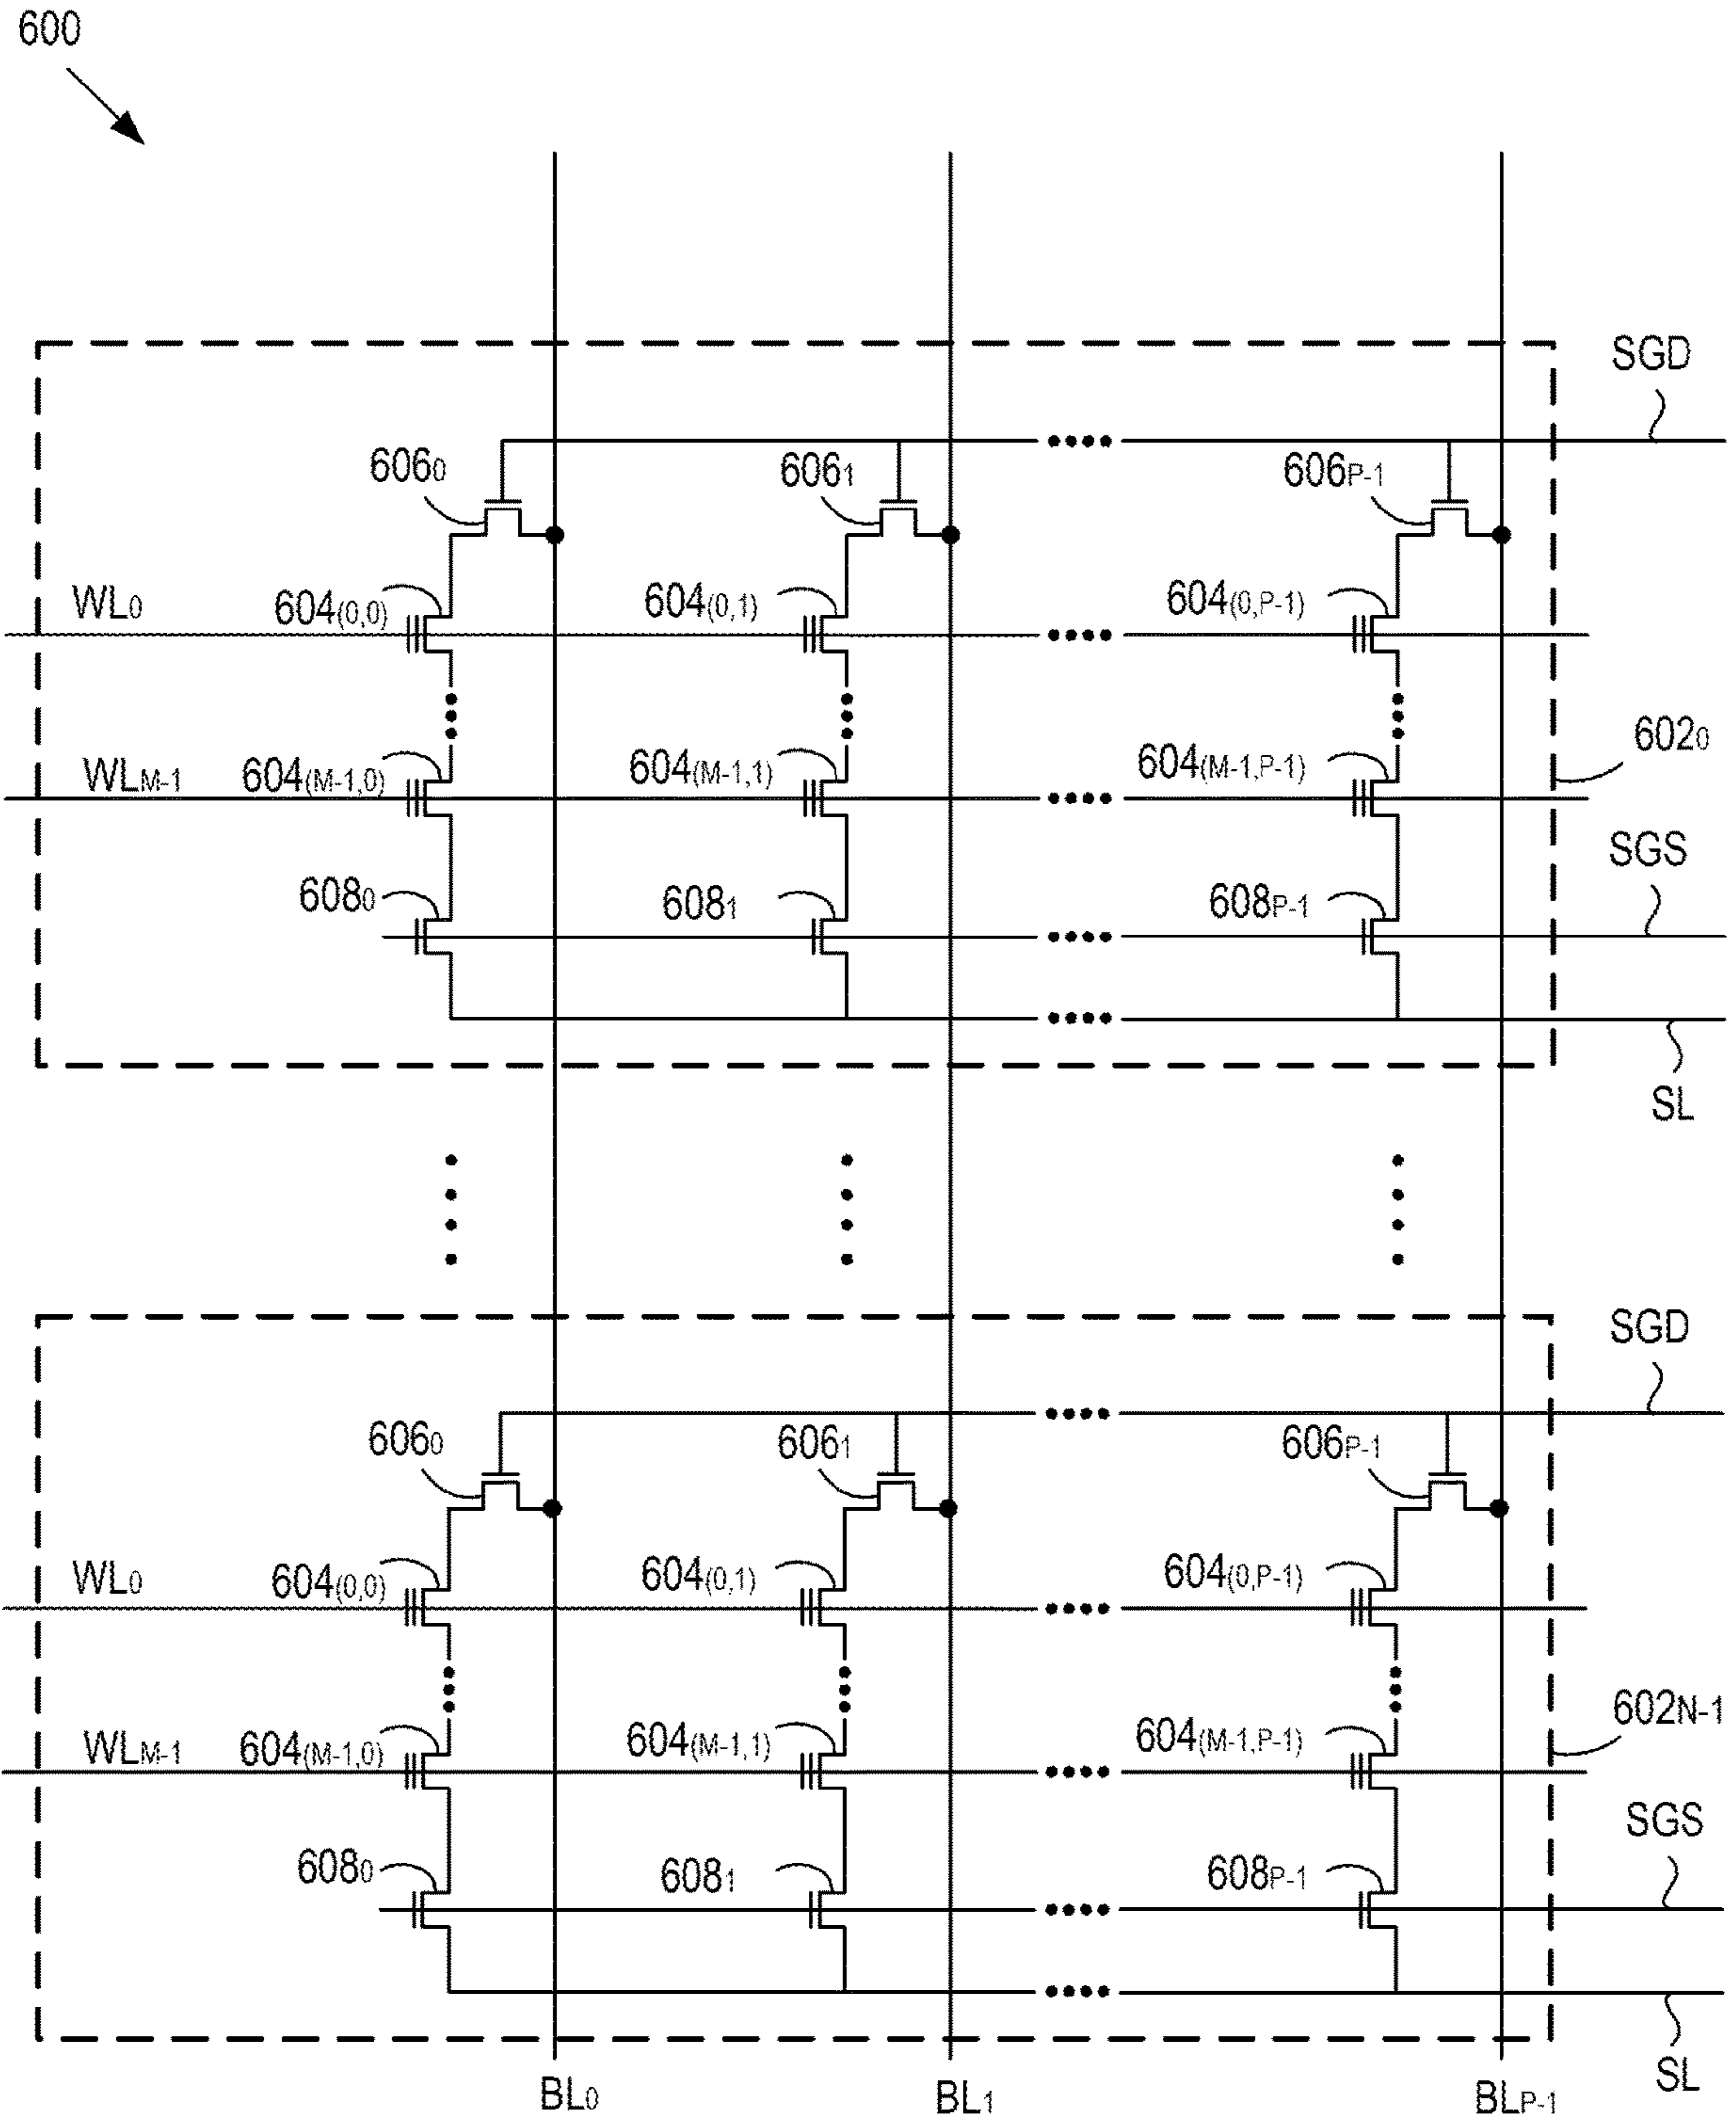 600
SGD
606₀ 606₁ 606P-1
WL₀ 604(0,0) 604(0,1) 604(0,P-1)
602₀
WLM-1 604(M-1,0) 604(M-1,1) 604(M-1,P-1)
SGS
608₀ 608₁ 608P-1
SL
SGD
606₀ 606₁ 606P-1
WL₀ 604(0,0) 604(0,1) 604(0,P-1)
602N-1
WLM-1 604(M-1,0) 604(M-1,1) 604(M-1,P-1)
SGS
608₀ 608₁ 608P-1
SL
BL₀ BL₁ BLP-1